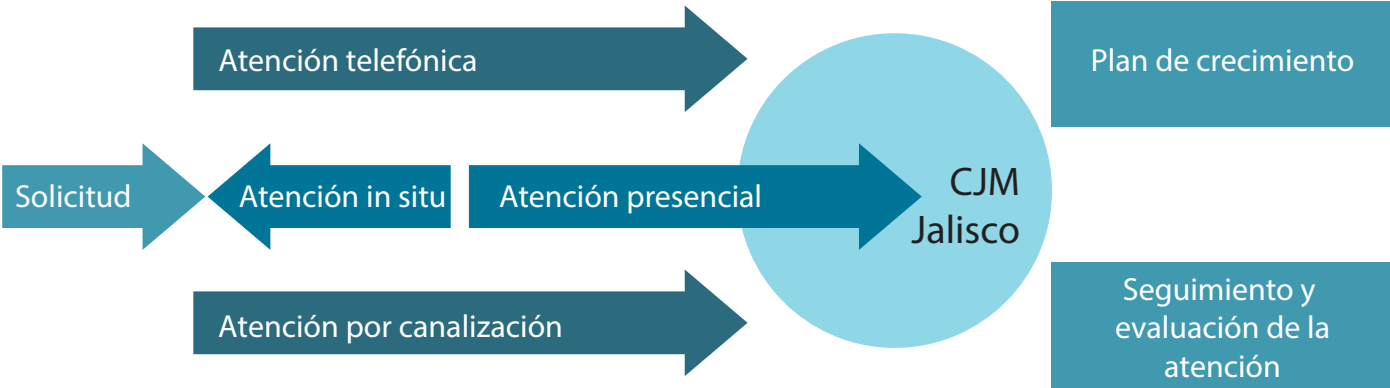 Atención telefónica
Plan de crecimiento
Solicitud
Atención in situ
Atención presencial
CJM
Jalisco
Atención por canalización
Seguimiento y
evaluación de la
atención